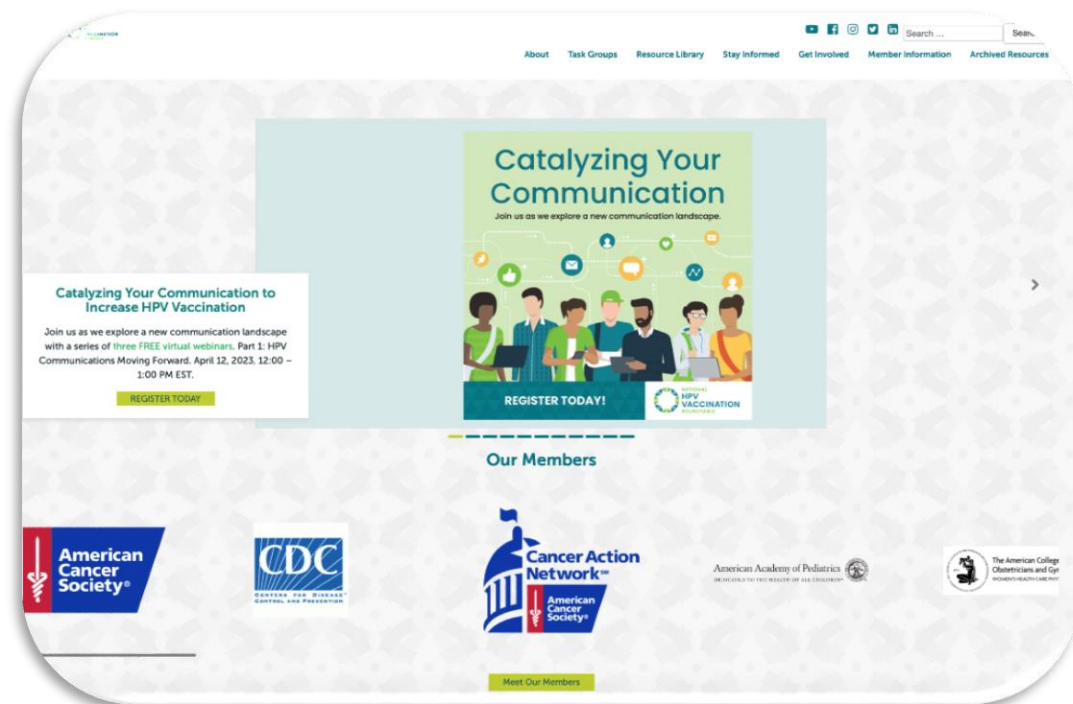 Search ...
About Task Groups Resource Library Stay Informed Get Involved Member Information Archived Resources
Catalyzing Your
Communication
Join us as we explore a new communication landscape.
Catalyzing Your Communication to
Increase HPV Vaccination
Join us as we explore a new communication landscape
with a series of three FREE virtual webinars. Part 1: HPV
Communications Moving Forward. April 12, 2023, 12:00 –
1:00 PM EST.
REGISTER TODAY
REGISTER TODAY!
NATIONAL
HPV
VACCINATION
ROUNDTABLE
Our Members
American
Cancer
Society®
CDC
CENTERS FOR DISEASE
CONTROL AND PREVENTION
Cancer Action
Network℠
American
Cancer
Society®
American Academy of Pediatrics
DEDICATED TO THE HEALTH OF ALL CHILDREN®
The American College
Obstetricians and Gy
WOMEN'S HEALTH CARE
Meet Our Members